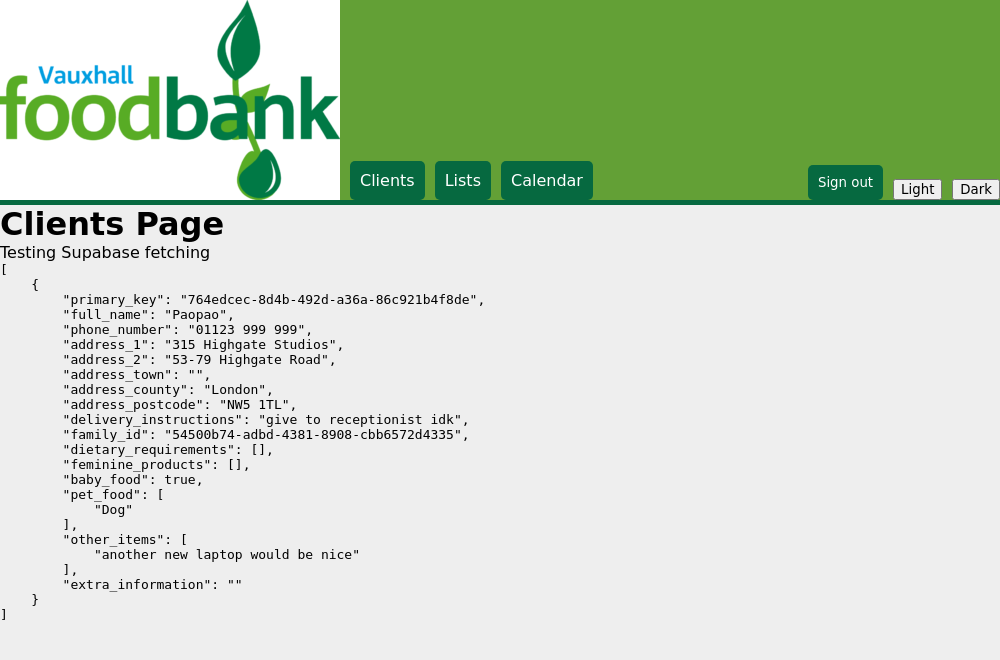 Vauxhall
foodbank
Clients Lists Calendar Sign out Light Dark
Clients Page
Testing Supabase fetching
[
    {
        "primary_key": "764edcec-8d4b-492d-a36a-86c921b4f8de",
        "full_name": "Paopao",
        "phone_number": "01123 999 999",
        "address_1": "315 Highgate Studios",
        "address_2": "53-79 Highgate Road",
        "address_town": "",
        "address_county": "London",
        "address_postcode": "NW5 1TL",
        "delivery_instructions": "give to receptionist idk",
        "family_id": "54500b74-adbd-4381-8908-cbb6572d4335",
        "dietary_requirements": [],
        "feminine_products": [],
        "baby_food": true,
        "pet_food": [
            "Dog"
        ],
        "other_items": [
            "another new laptop would be nice"
        ],
        "extra_information": ""
    }
]